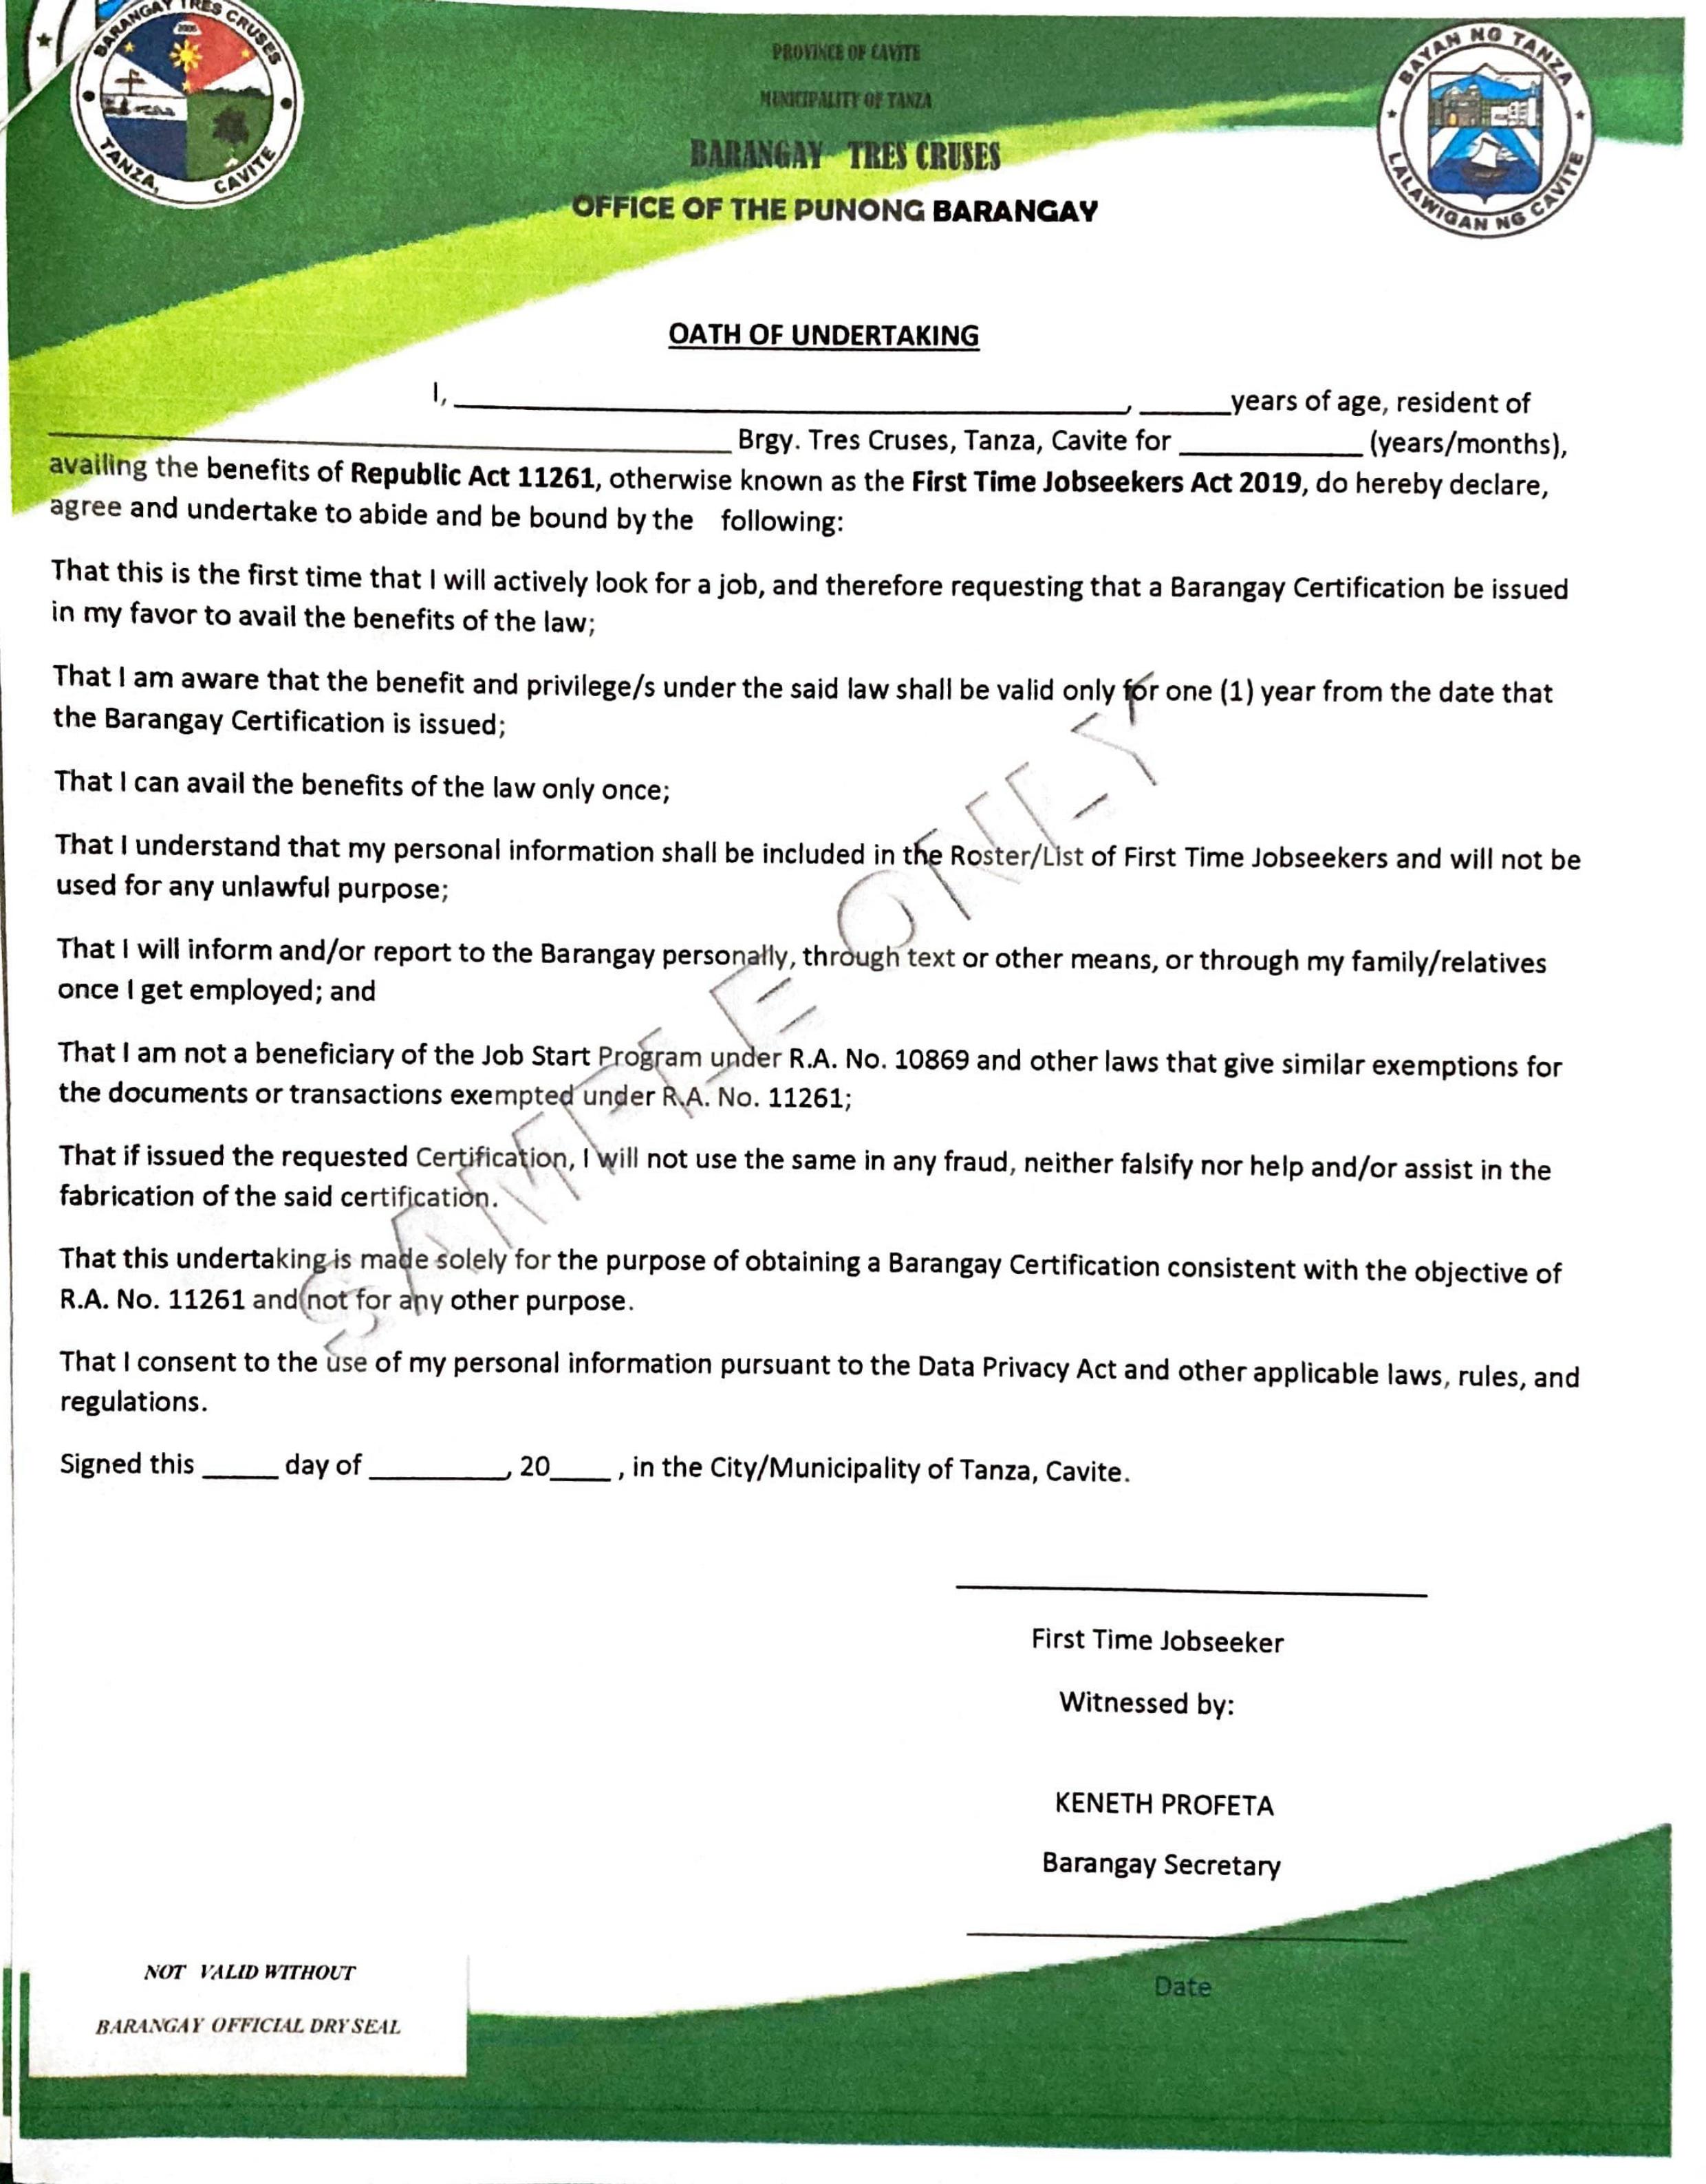 BARANGAY TRES CRUSES
2006
TANZA, CAVITE
PROVINCE OF CAVITE
MUNICIPALITY OF TANZA
BARANGAY TRES CRUSES
OFFICE OF THE PUNONG BARANGAY
BAYAN NG TANZA
LALAWIGAN NG CAVITE
OATH OF UNDERTAKING
I, ____________________, ______years of age, resident of
____________________ Brgy. Tres Cruses, Tanza, Cavite for ____________ (years/months),
availing the benefits of Republic Act 11261, otherwise known as the First Time Jobseekers Act 2019, do hereby declare,
agree and undertake to abide and be bound by the following:
That this is the first time that I will actively look for a job, and therefore requesting that a Barangay Certification be issued
in my favor to avail the benefits of the law;
That I am aware that the benefit and privilege/s under the said law shall be valid only for one (1) year from the date that
the Barangay Certification is issued;
That I can avail the benefits of the law only once;
That I understand that my personal information shall be included in the Roster/List of First Time Jobseekers and will not be
used for any unlawful purpose;
That I will inform and/or report to the Barangay personally, through text or other means, or through my family/relatives
once I get employed; and
That I am not a beneficiary of the Job Start Program under R.A. No. 10869 and other laws that give similar exemptions for
the documents or transactions exempted under R.A. No. 11261;
That if issued the requested Certification, I will not use the same in any fraud, neither falsify nor help and/or assist in the
fabrication of the said certification.
That this undertaking is made solely for the purpose of obtaining a Barangay Certification consistent with the objective of
R.A. No. 11261 and not for any other purpose.
That I consent to the use of my personal information pursuant to the Data Privacy Act and other applicable laws, rules, and
regulations.
Signed this _____ day of _________, 20____ , in the City/Municipality of Tanza, Cavite.
SAMPLE ONLY
First Time Jobseeker
Witnessed by:
KENETH PROFETA
Barangay Secretary
Date
NOT VALID WITHOUT
BARANGAY OFFICIAL DRY SEAL